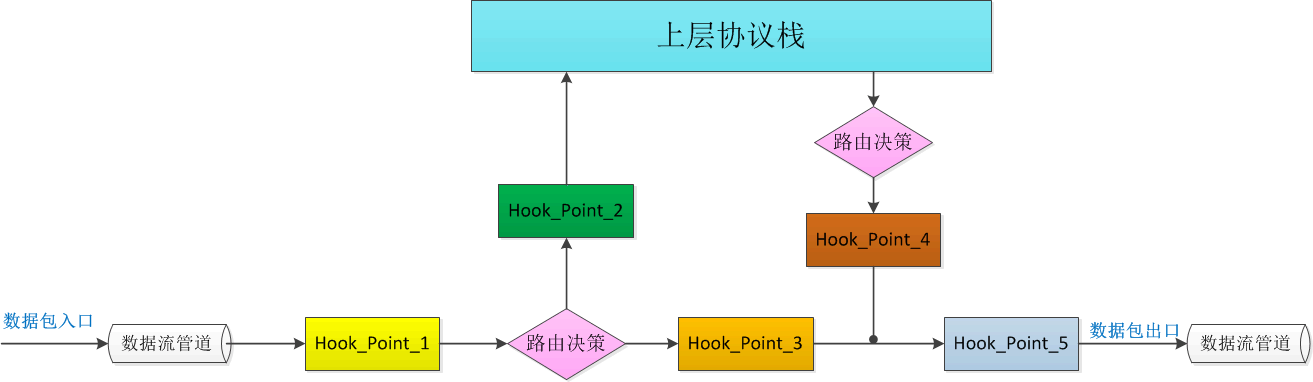 上层协议栈
路由决策
Hook_Point_2
Hook_Point_4
数据包入口
数据流管道
Hook_Point_1
路由决策
Hook_Point_3
Hook_Point_5
数据包出口
数据流管道